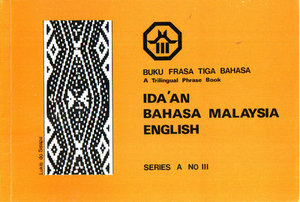 BUKU FRASA TIGA BAHASA
A Trilingual Phrase Book
IDA'AN
BAHASA MALAYSIA
ENGLISH
SERIES A NO III